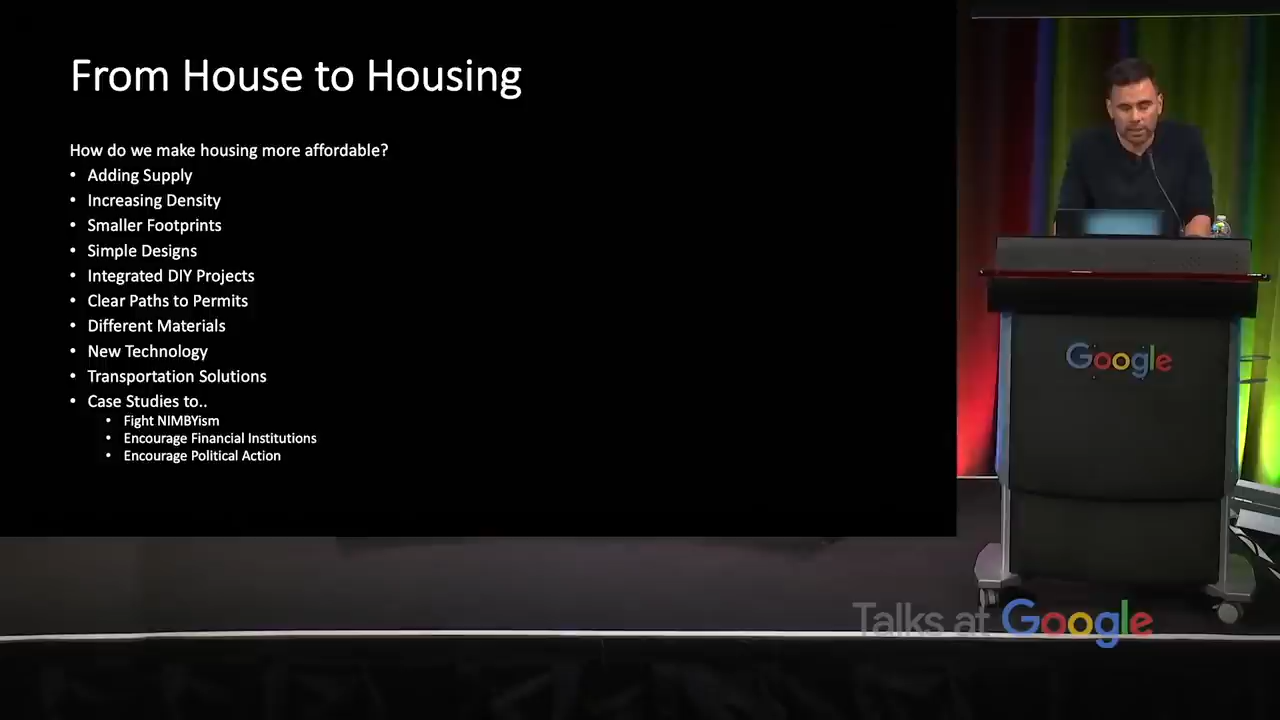 From House to Housing
How do we make housing more affordable?
• Adding Supply
• Increasing Density
• Smaller Footprints
• Simple Designs
• Integrated DIY Projects
• Clear Paths to Permits
• Different Materials
• New Technology
• Transportation Solutions
• Case Studies to..
• Fight NIMBYism
• Encourage Financial Institutions
• Encourage Political Action
Google
Talks at Google